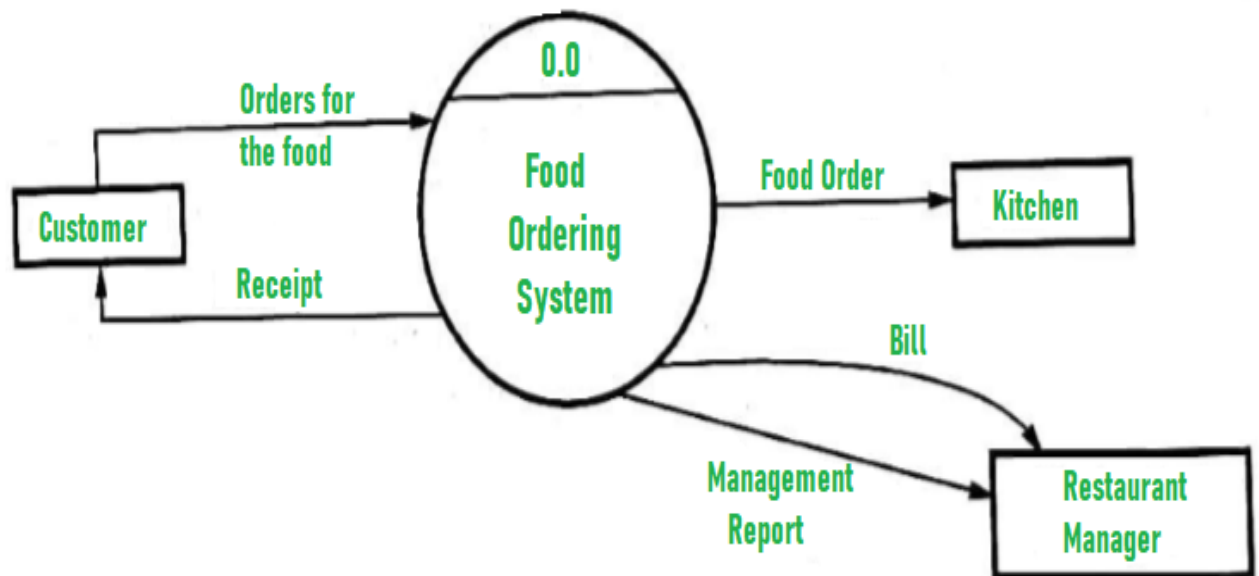 0.0
Orders for
the food
Food
Ordering
System
Food Order
Kitchen
Customer
Receipt
Bill
Management
Report
Restaurant
Manager